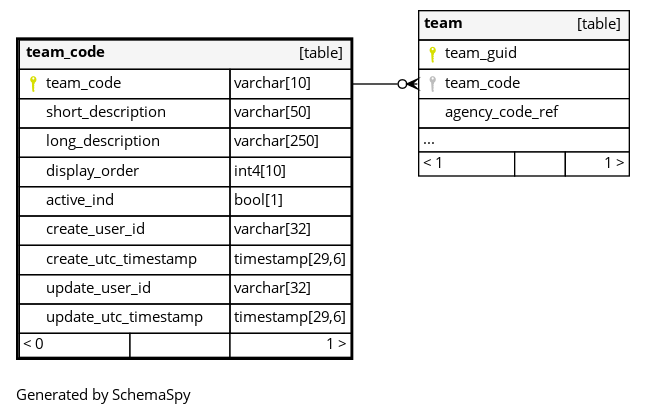 team_code [table]
team_code varchar[10]
short_description varchar[50]
long_description varchar[250]
display_order int4[10]
active_ind bool[1]
create_user_id varchar[32]
create_utc_timestamp timestamp[29,6]
update_user_id varchar[32]
update_utc_timestamp timestamp[29,6]
< 0 1 >
team [table]
team_guid
team_code
agency_code_ref
...
< 1 1 >
Generated by SchemaSpy